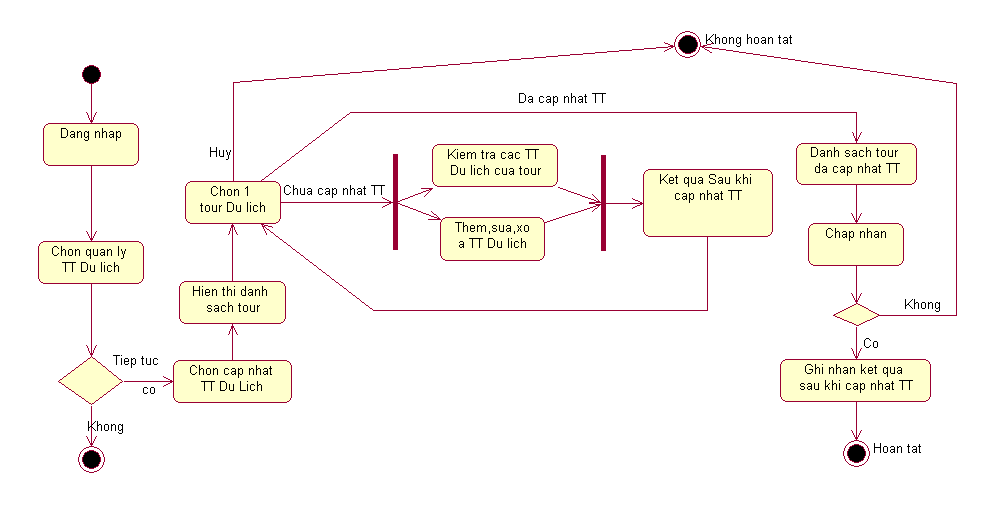 Khong hoan tat
Dang nhap
Da cap nhat TT
Huy
Kiem tra cac TT
Du lich cua tour
Danh sach tour
da cap nhat TT
Chon 1
tour Du lich
Chua cap nhat TT
Ket qua Sau khi
cap nhat TT
Them,sua,xo
a TT Du lich
Chap nhan
Chon quan ly
TT Du lich
Hien thi danh
sach tour
Khong
Co
Tiep tuc
co
Chon cap nhat
TT Du Lich
Ghi nhan ket qua
sau khi cap nhat TT
Khong
Hoan tat